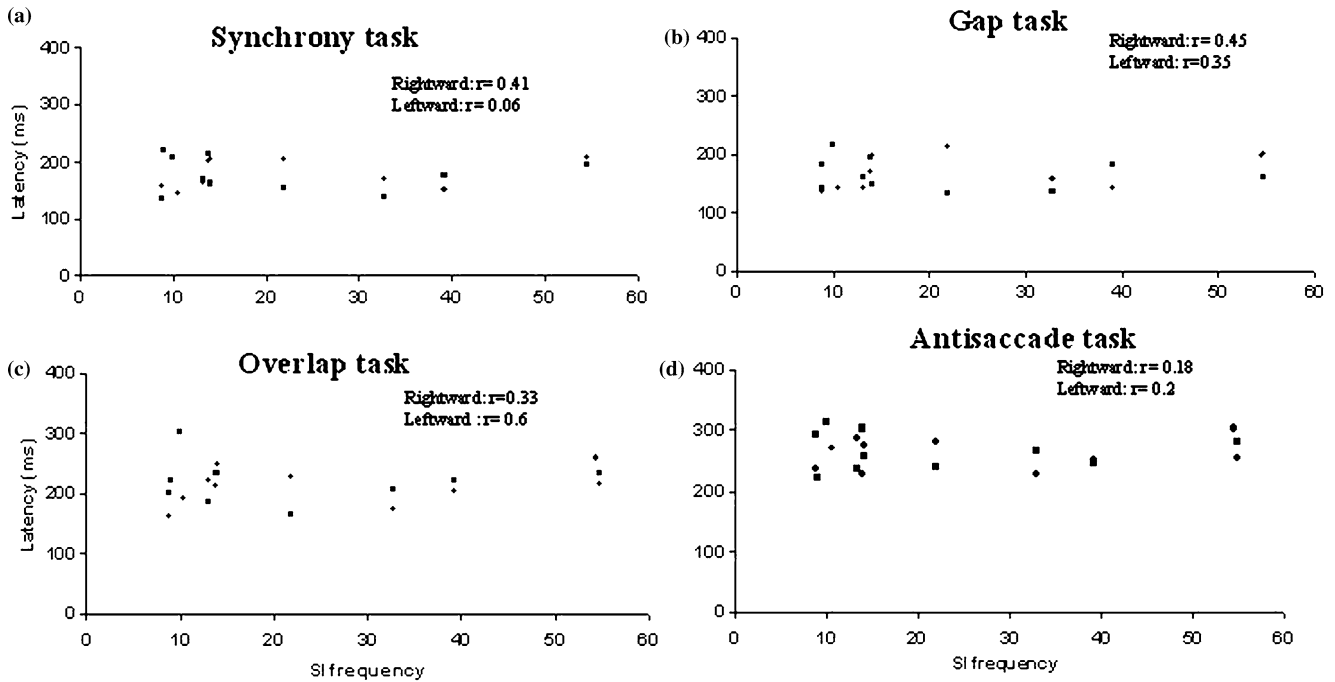 (a)
Synchrony task
Rightward: r= 0.41
Leftward: r= 0.06
Latency (ms)
400
300
200
100
0
0 10 20 30 40 50 60
(b)
Gap task
Rightward: r= 0.45
Leftward: r=0.35
400
300
200
100
0
0 10 20 30 40 50 60
(c)
Overlap task
Rightward: r=0.33
Leftward : r= 0.6
Latency (ms)
400
300
200
100
0
0 10 20 30 40 50 60
SI frequency
(d)
Antisaccade task
Rightward: r= 0.18
Leftward: r= 0.2
400
300
200
100
0
0 10 20 30 40 50 60
SI frequency